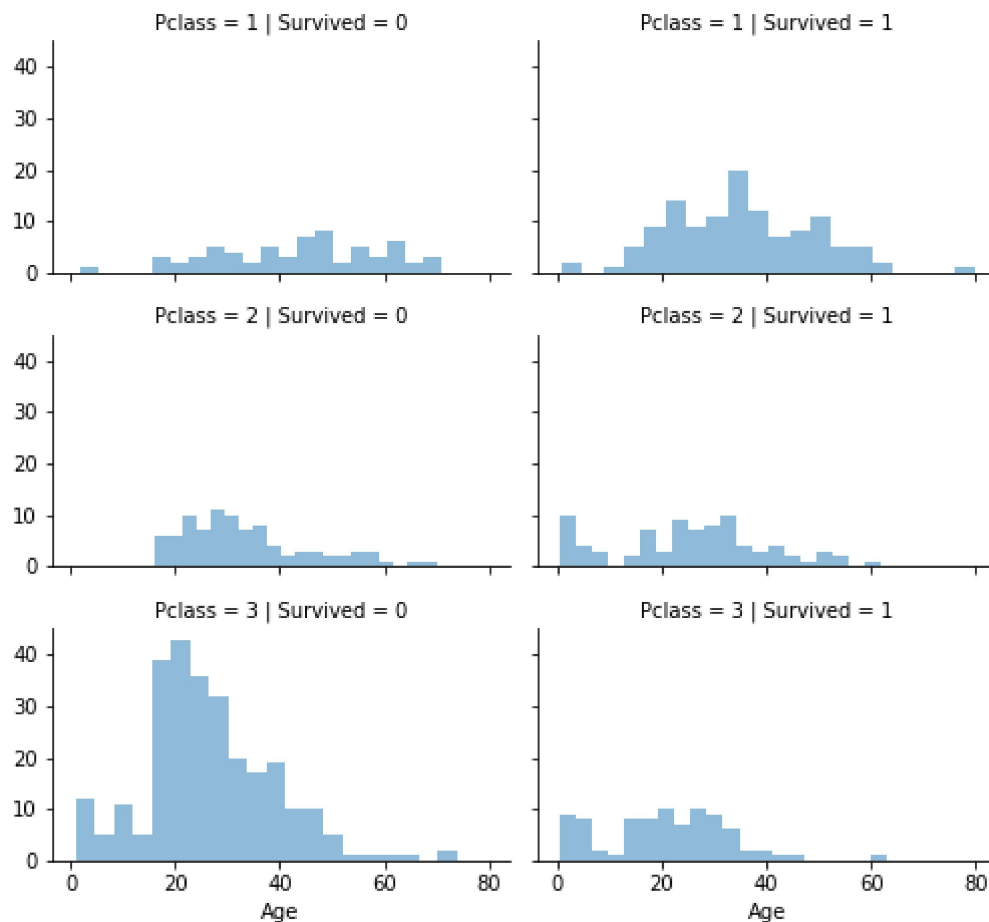 Pclass = 1 | Survived = 0
Pclass = 1 | Survived = 1
40
30
20
10
0
Pclass = 2 | Survived = 0
Pclass = 2 | Survived = 1
40
30
20
10
0
Pclass = 3 | Survived = 0
Pclass = 3 | Survived = 1
40
30
20
10
0
0 20 40 60 80
0 20 40 60 80
Age
Age